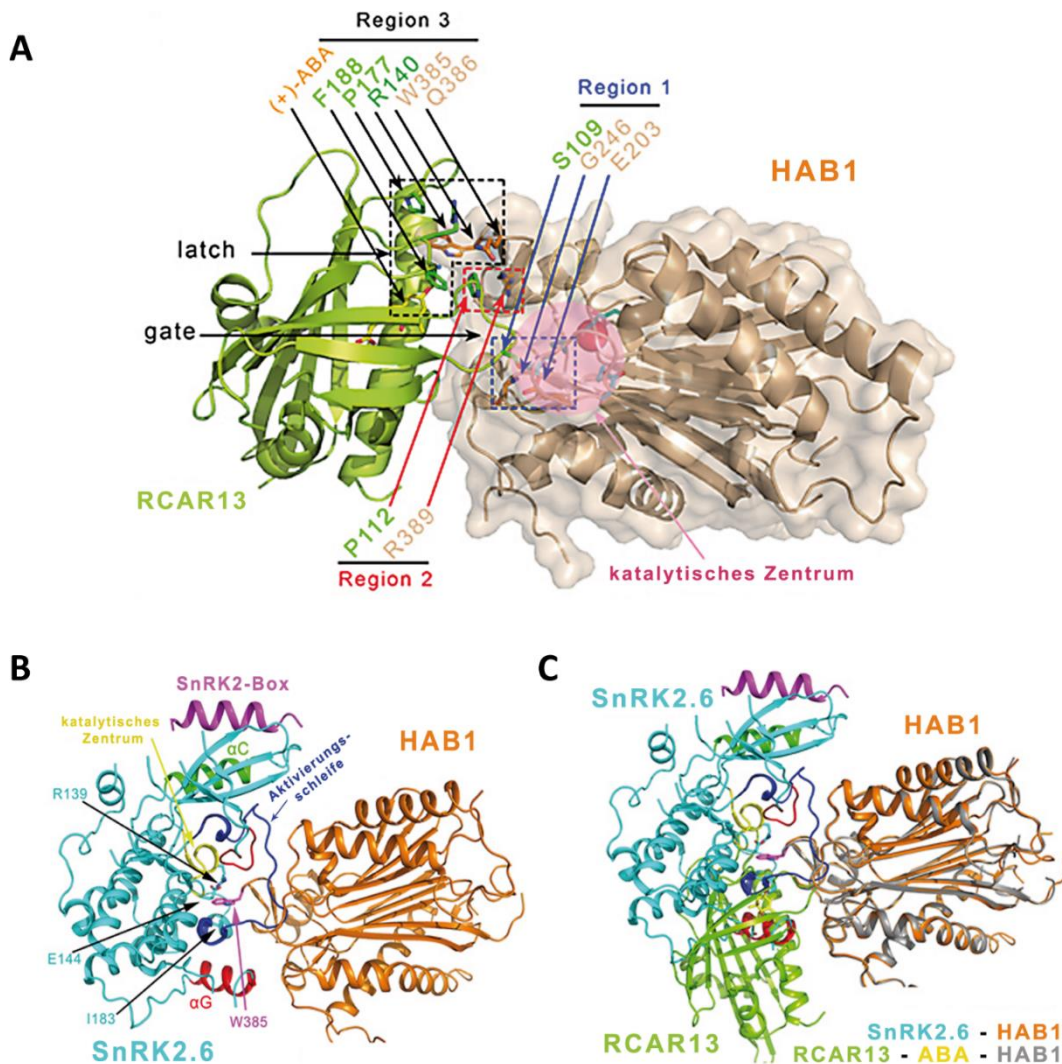 A
Region 3
(+)-ABA
F188
P177
R140
W385
Q386
Region 1
S109
G246
E203
HAB1
latch
gate
RCAR13
P112
R389
Region 2
katalytisches Zentrum
B
SnRK2-Box
katalytisches
Zentrum
αC
HAB1
Aktivierungs-
schleife
R139
E144
I183
αG
W385
SnRK2.6
C
SnRK2.6
HAB1
RCAR13
SnRK2.6 - HAB1
RCAR13 - ABA - HAB1